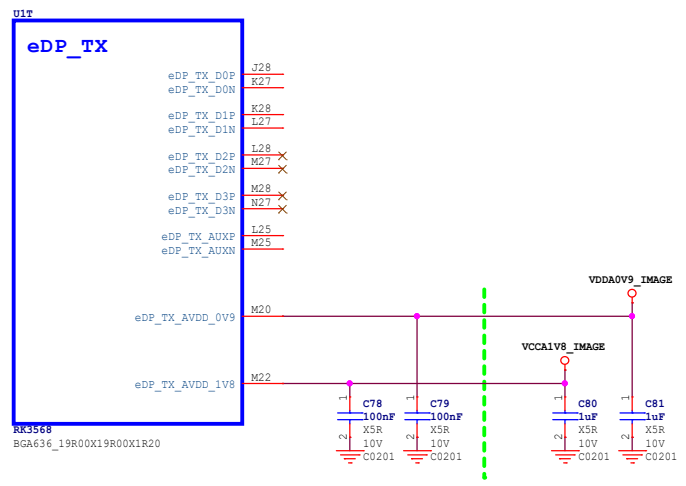 U1T
eDP_TX
eDP_TX_D0P J28
eDP_TX_D0N K27
eDP_TX_D1P K28
eDP_TX_D1N L27
eDP_TX_D2P L28
eDP_TX_D2N M27
eDP_TX_D3P M28
eDP_TX_D3N N27
eDP_TX_AUXP L25
eDP_TX_AUXN M25
VDDA0V9_IMAGE
eDP_TX_AVDD_0V9 M20
VCCA1V8_IMAGE
eDP_TX_AVDD_1V8 M22
1 C78 1 C79 1 C80 1 C81
100nF 100nF 1uF 1uF
X5R X5R X5R X5R
2 10V 2 10V 2 10V 2 10V
C0201 C0201 C0201 C0201
RK3568
BGA636_19R00X19R00X1R20